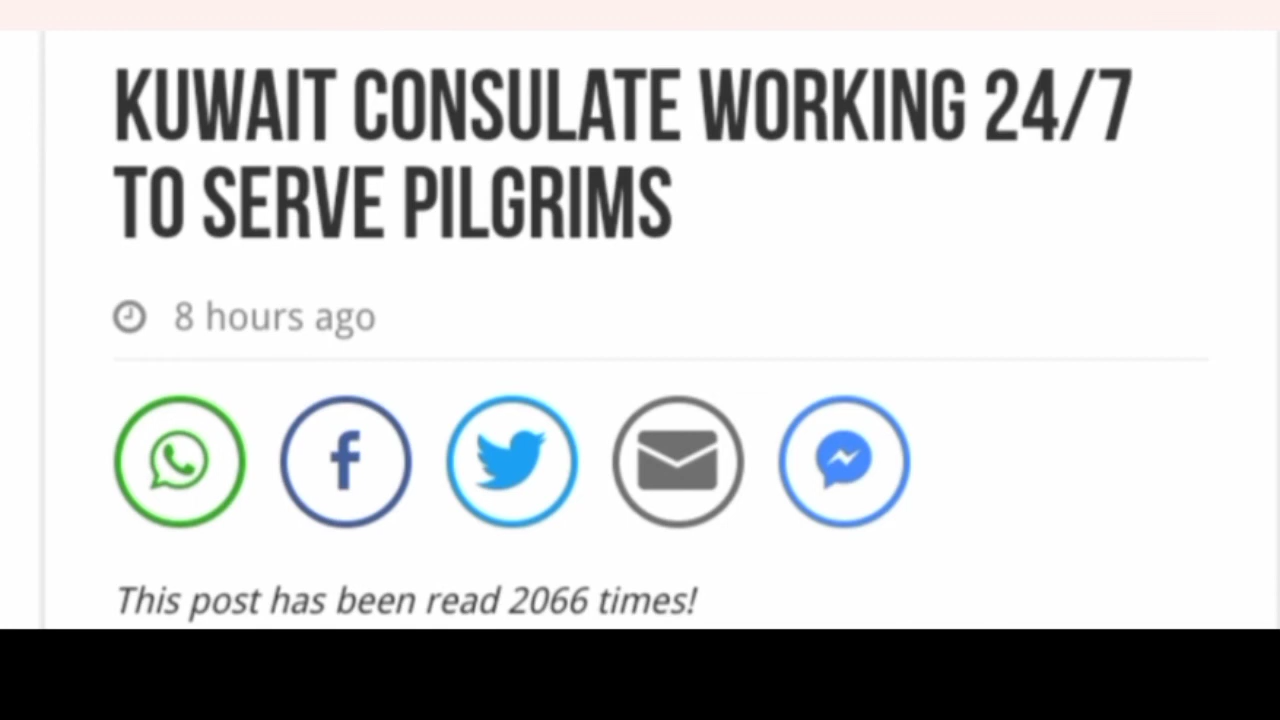 KUWAIT CONSULATE WORKING 24/7
TO SERVE PILGRIMS
8 hours ago
This post has been read 2066 times!